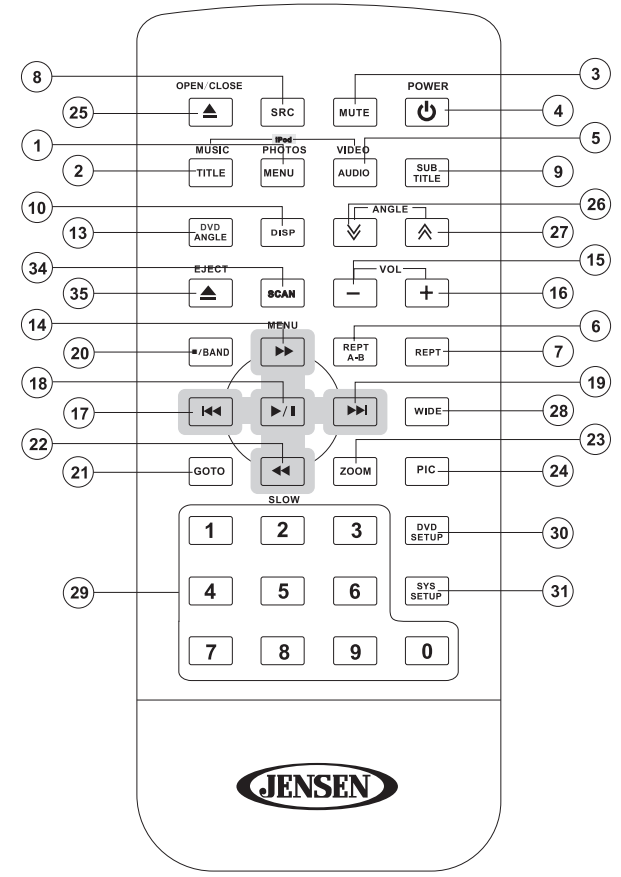 8
3
OPEN/CLOSE
POWER
25
SRC
MUTE
4
1
iPod
5
MUSIC
PHOTOS
VIDEO
2
TITLE
MENU
AUDIO
SUB
TITLE
9
10
ANGLE
26
13
DVD
ANGLE
DISP
27
34
EJECT
VOL
15
35
SCAN
−
+
16
14
MENU
6
20
■/BAND
REPT
A-B
REPT
7
18
19
17
WIDE
28
22
23
21
GOTO
ZOOM
PIC
24
SLOW
1
2
3
DVD
SETUP
30
29
4
5
6
SYS
SETUP
31
7
8
9
0
JENSEN